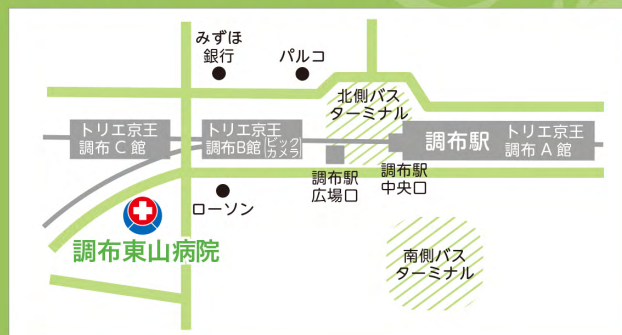 みずほ
銀行
パルコ
北側バス
ターミナル
トリエ京王
調布C館
トリエ京王
調布B館
ビック
カメラ
調布駅
トリエ京王
調布A館
調布駅
広場口
調布駅
中央口
ローソン
調布東山病院
南側バス
ターミナル